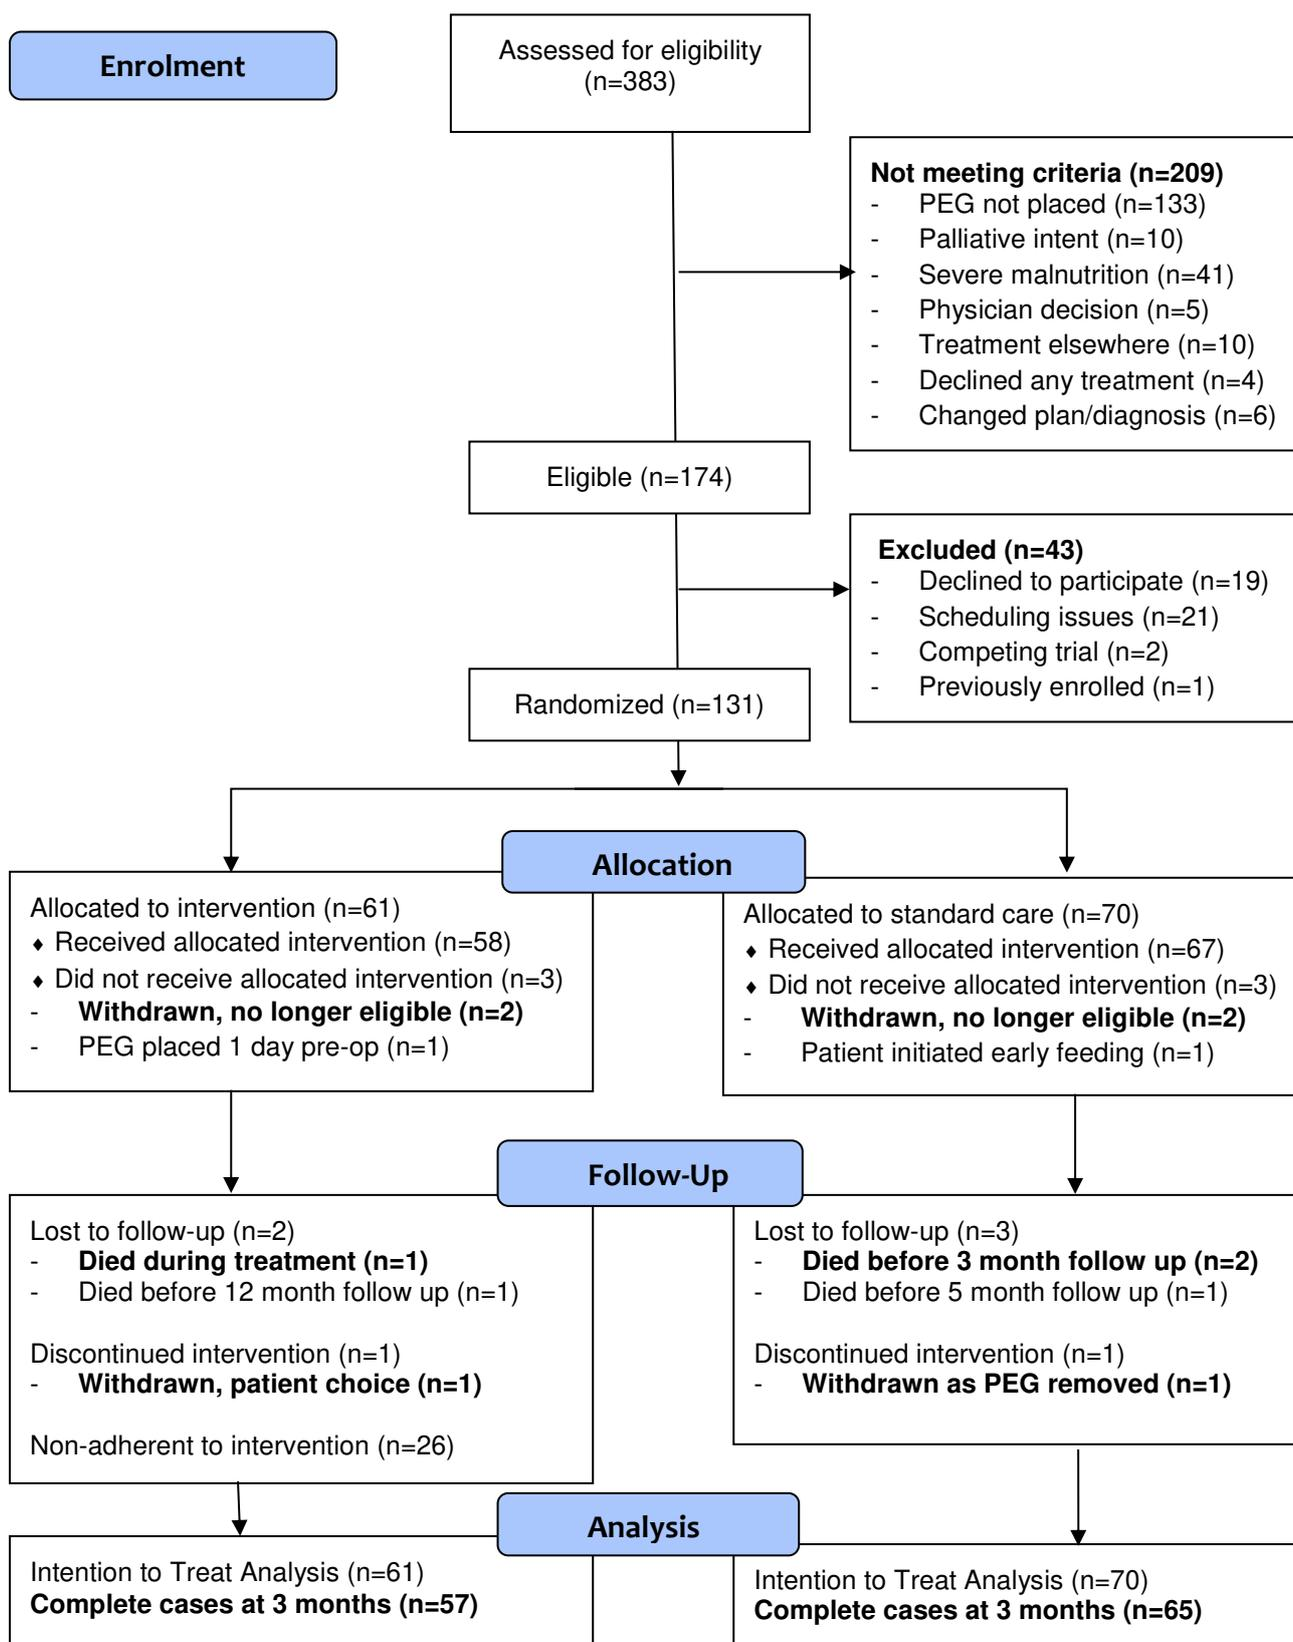 Enrolment
Assessed for eligibility
(n=383)
Not meeting criteria (n=209)
- PEG not placed (n=133)
- Palliative intent (n=10)
- Severe malnutrition (n=41)
- Physician decision (n=5)
- Treatment elsewhere (n=10)
- Declined any treatment (n=4)
- Changed plan/diagnosis (n=6)
Eligible (n=174)
Excluded (n=43)
- Declined to participate (n=19)
- Scheduling issues (n=21)
- Competing trial (n=2)
- Previously enrolled (n=1)
Randomized (n=131)
Allocation
Allocated to intervention (n=61)
♦ Received allocated intervention (n=58)
♦ Did not receive allocated intervention (n=3)
- Withdrawn, no longer eligible (n=2)
- PEG placed 1 day pre-op (n=1)
Allocated to standard care (n=70)
♦ Received allocated intervention (n=67)
♦ Did not receive allocated intervention (n=3)
- Withdrawn, no longer eligible (n=2)
- Patient initiated early feeding (n=1)
Follow-Up
Lost to follow-up (n=2)
- Died during treatment (n=1)
- Died before 12 month follow up (n=1)
Discontinued intervention (n=1)
- Withdrawn, patient choice (n=1)
Non-adherent to intervention (n=26)
Lost to follow-up (n=3)
- Died before 3 month follow up (n=2)
- Died before 5 month follow up (n=1)
Discontinued intervention (n=1)
- Withdrawn as PEG removed (n=1)
Analysis
Intention to Treat Analysis (n=61)
Complete cases at 3 months (n=57)
Intention to Treat Analysis (n=70)
Complete cases at 3 months (n=65)